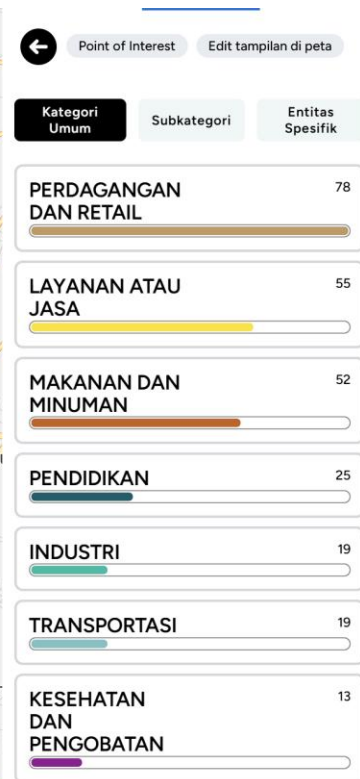 Point of Interest
Edit tampilan di peta
Kategori
Umum
Subkategori
Entitas
Spesifik
PERDAGANGAN
DAN RETAIL
78
LAYANAN ATAU
JASA
55
MAKANAN DAN
MINUMAN
52
PENDIDIKAN
25
INDUSTRI
19
TRANSPORTASI
19
KESEHATAN
DAN
PENGOBATAN
13